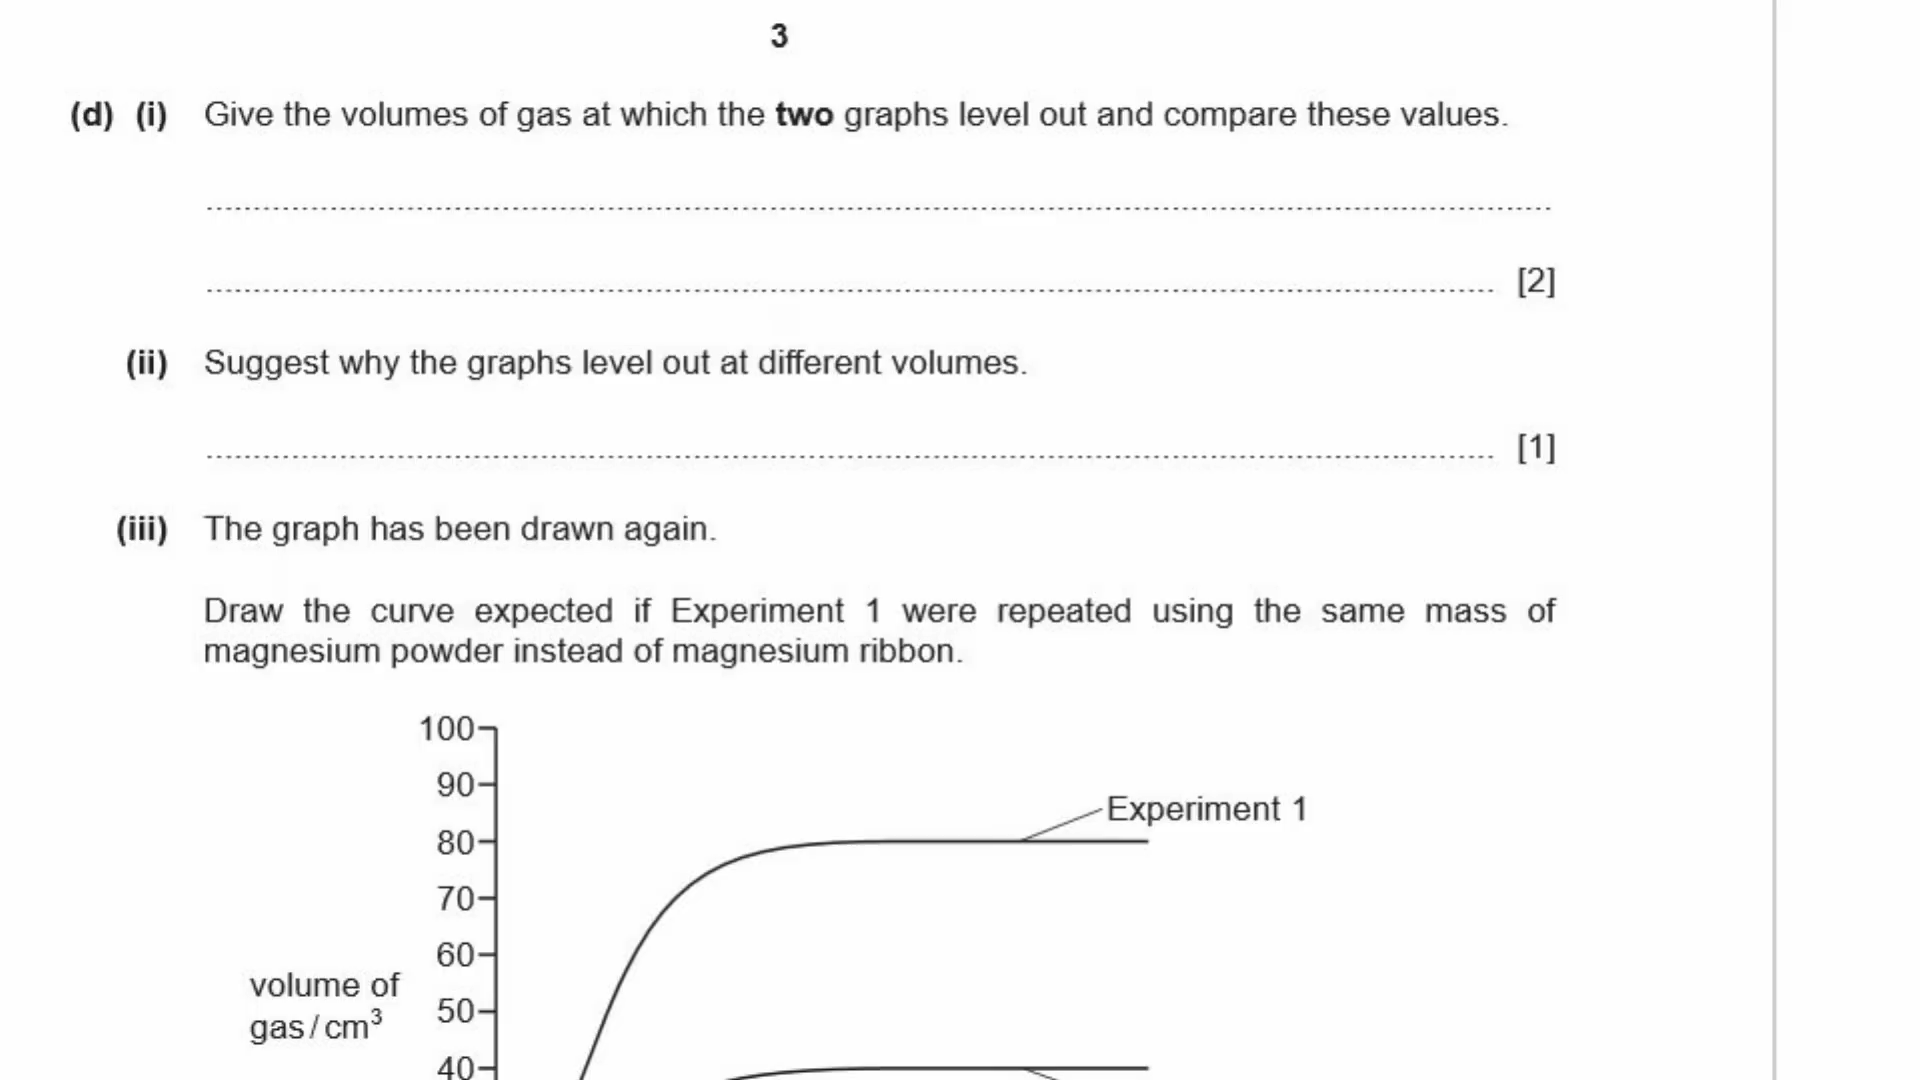 3
(d) (i) Give the volumes of gas at which the two graphs level out and compare these values.
[2]
(ii) Suggest why the graphs level out at different volumes.
[1]
(iii) The graph has been drawn again.
Draw the curve expected if Experiment 1 were repeated using the same mass of
magnesium powder instead of magnesium ribbon.
100
90
Experiment 1
80
70
60
volume of
gas / cm³
50
40